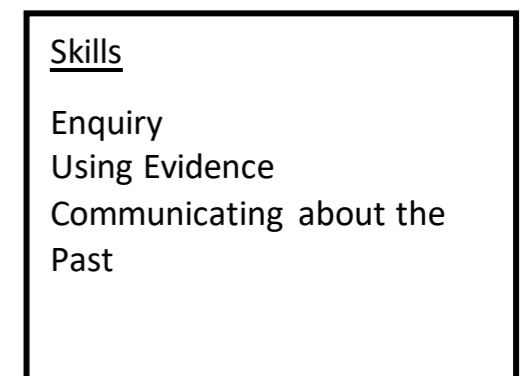 Skills
Enquiry
Using Evidence
Communicating about the
Past